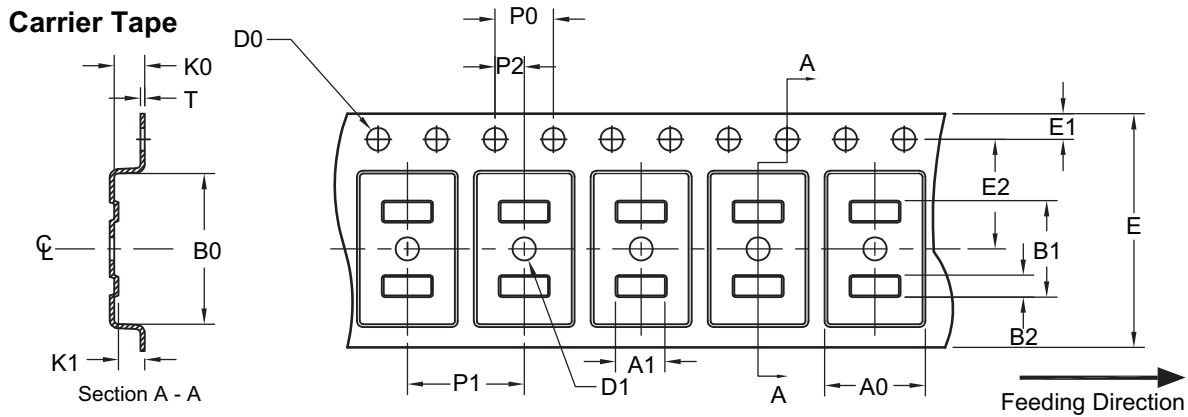 Carrier Tape
P0
D0
K0
P2
A
T
E1
E2
℄
B0
B1
E
B2
K1
A1
P1
D1
A
A0
Section A - A
Feeding Direction